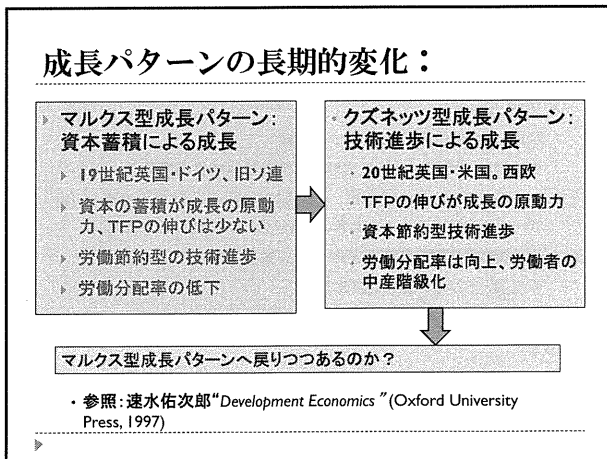 成長パターンの長期的変化：
マルクス型成長パターン：
資本蓄積による成長
19世紀英国・ドイツ、旧ソ連
資本の蓄積が成長の原動
力、TFPの伸びは少ない
労働節約型の技術進歩
労働分配率の低下
クズネッツ型成長パターン：
技術進歩による成長
20世紀英国・米国。西欧
TFPの伸びが成長の原動力
資本節約型技術進歩
労働分配率は向上、労働者の
中産階級化
マルクス型成長パターンへ戻りつつあるのか？
・参照：速水佑次郎“Development Economics ”(Oxford University
Press, 1997)